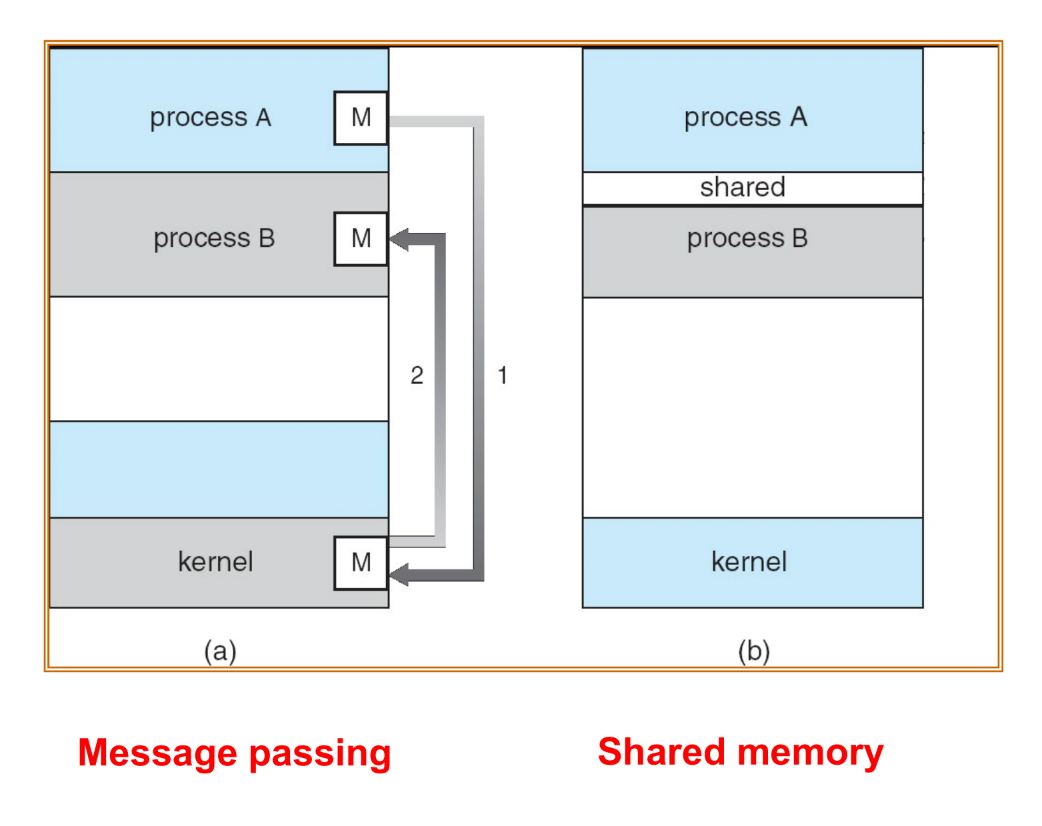 process A
M
process B
M
2
1
kernel
M
(a)
process A
shared
process B
kernel
(b)
Message passing
Shared memory